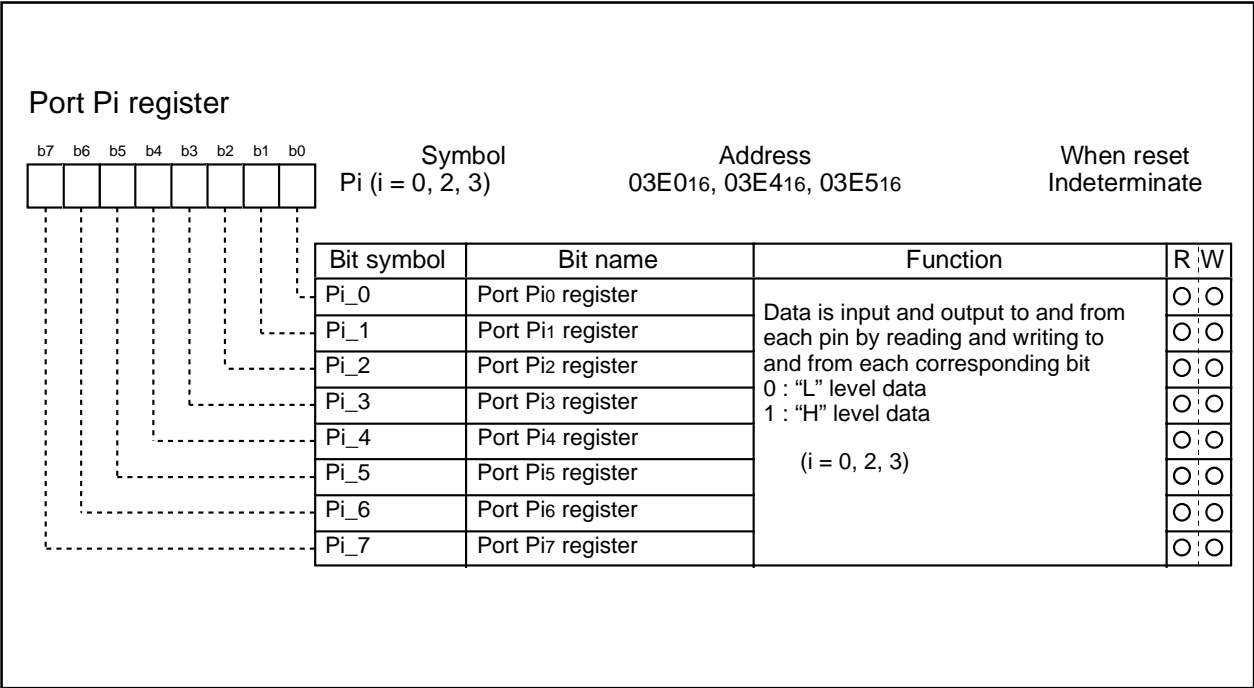 Port Pi register
b7 b6 b5 b4 b3 b2 b1 b0
Symbol Address When reset
Pi (i = 0, 2, 3) 03E016, 03E416, 03E516 Indeterminate
Bit symbol Bit name Function R W
Pi_0 Port Pi0 register
Pi_1 Port Pi1 register
Pi_2 Port Pi2 register
Pi_3 Port Pi3 register
Pi_4 Port Pi4 register
Pi_5 Port Pi5 register
Pi_6 Port Pi6 register
Pi_7 Port Pi7 register
Data is input and output to and from
each pin by reading and writing to
and from each corresponding bit
0 : “L” level data
1 : “H” level data
(i = 0, 2, 3)